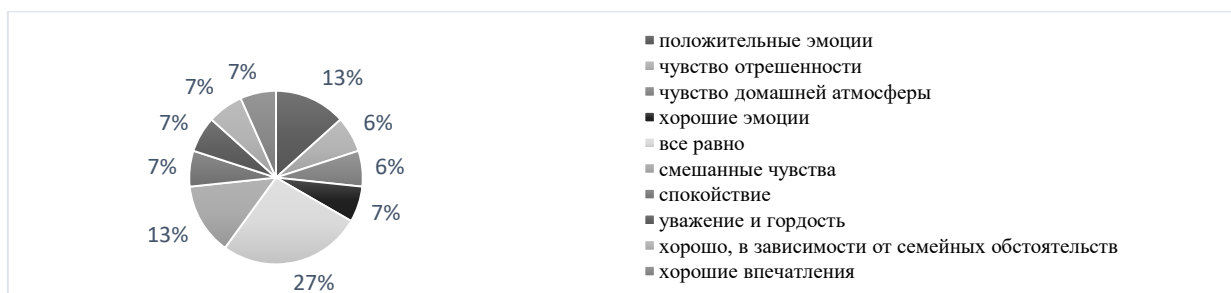 13%
6%
6%
7%
27%
13%
7%
7%
7%
7%
положительные эмоции
чувство отрешенности
чувство домашней атмосферы
хорошие эмоции
все равно
смешанные чувства
спокойствие
уважение и гордость
хорошо, в зависимости от семейных обстоятельств
хорошие впечатления